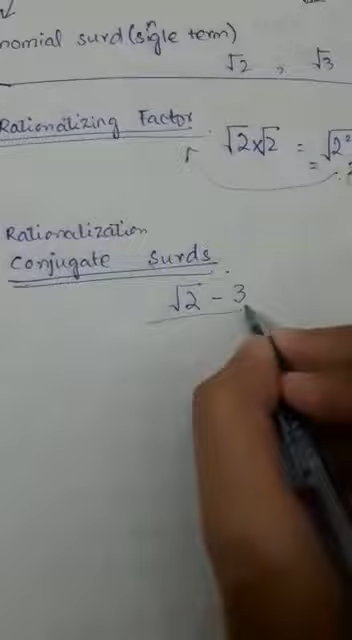 nomial surd (single term)
√2 , √3
Rationalizing Factor.
√2×√2 = √2²
=
Rationalization
Conjugate Surds.
√2 - 3